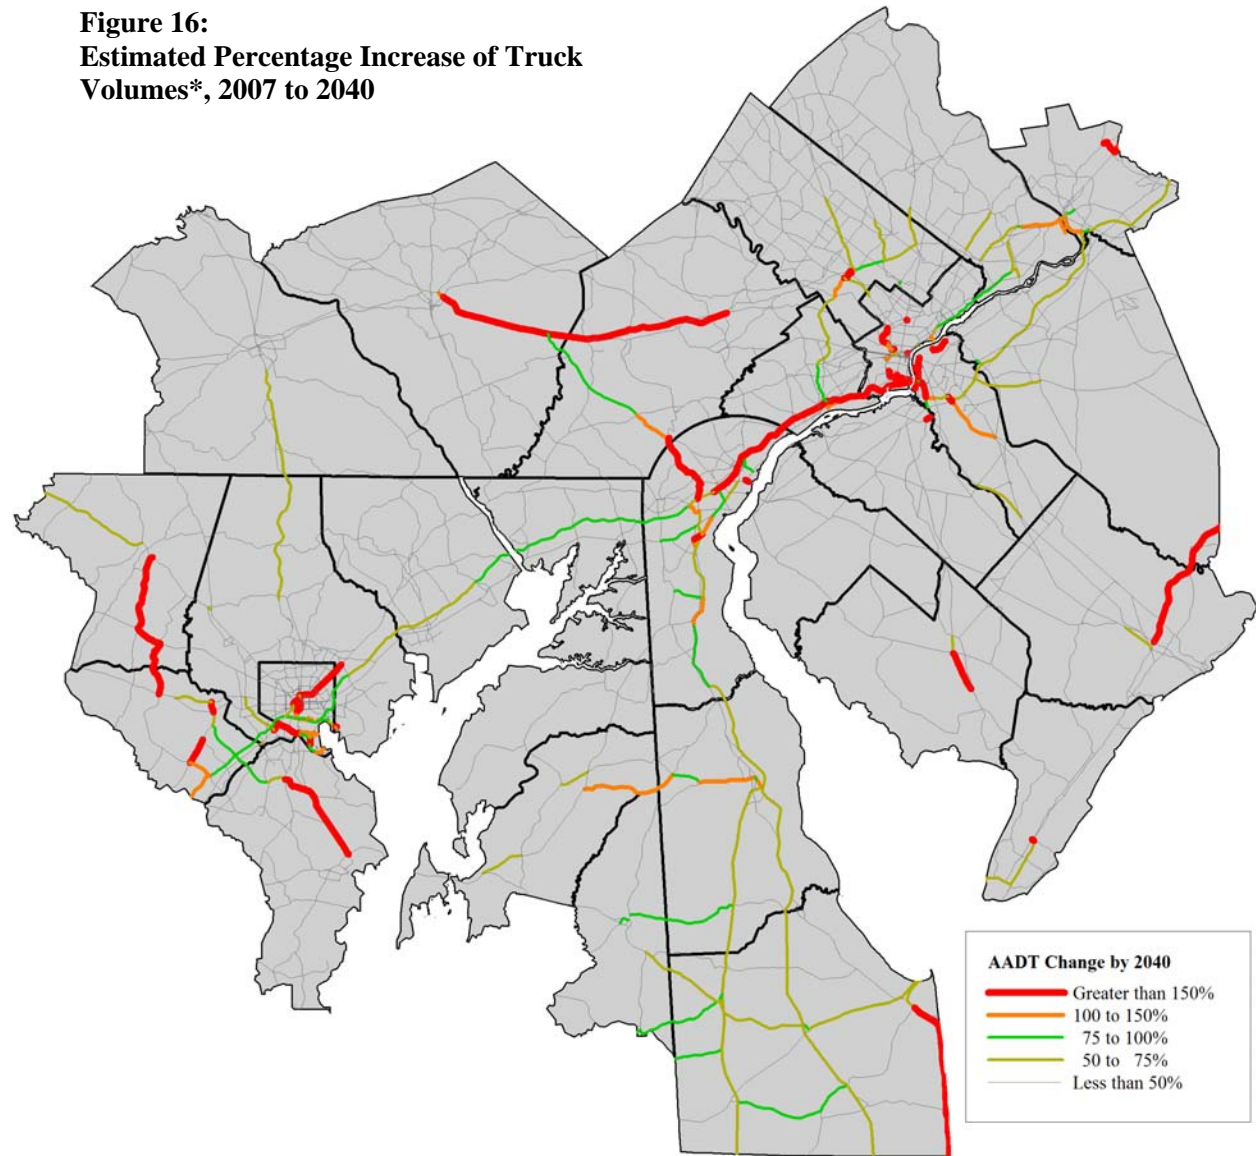 Figure 16:
Estimated Percentage Increase of Truck
Volumes*, 2007 to 2040
AADT Change by 2040
Greater than 150%
100 to 150%
75 to 100%
50 to 75%
Less than 50%